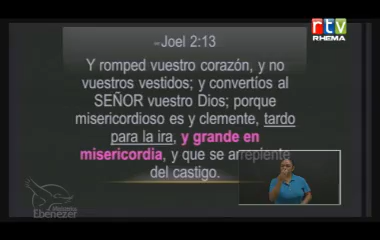 Joel 2:13
rtv
RHEMA
Y romped vuestro corazón, y no
vuestros vestidos; y convertíos al
SEÑOR vuestro Dios; porque
misericordioso es y clemente, tardo
para la ira, y grande en
misericordia, y que se arrepiente
del castigo.
Ebenezer